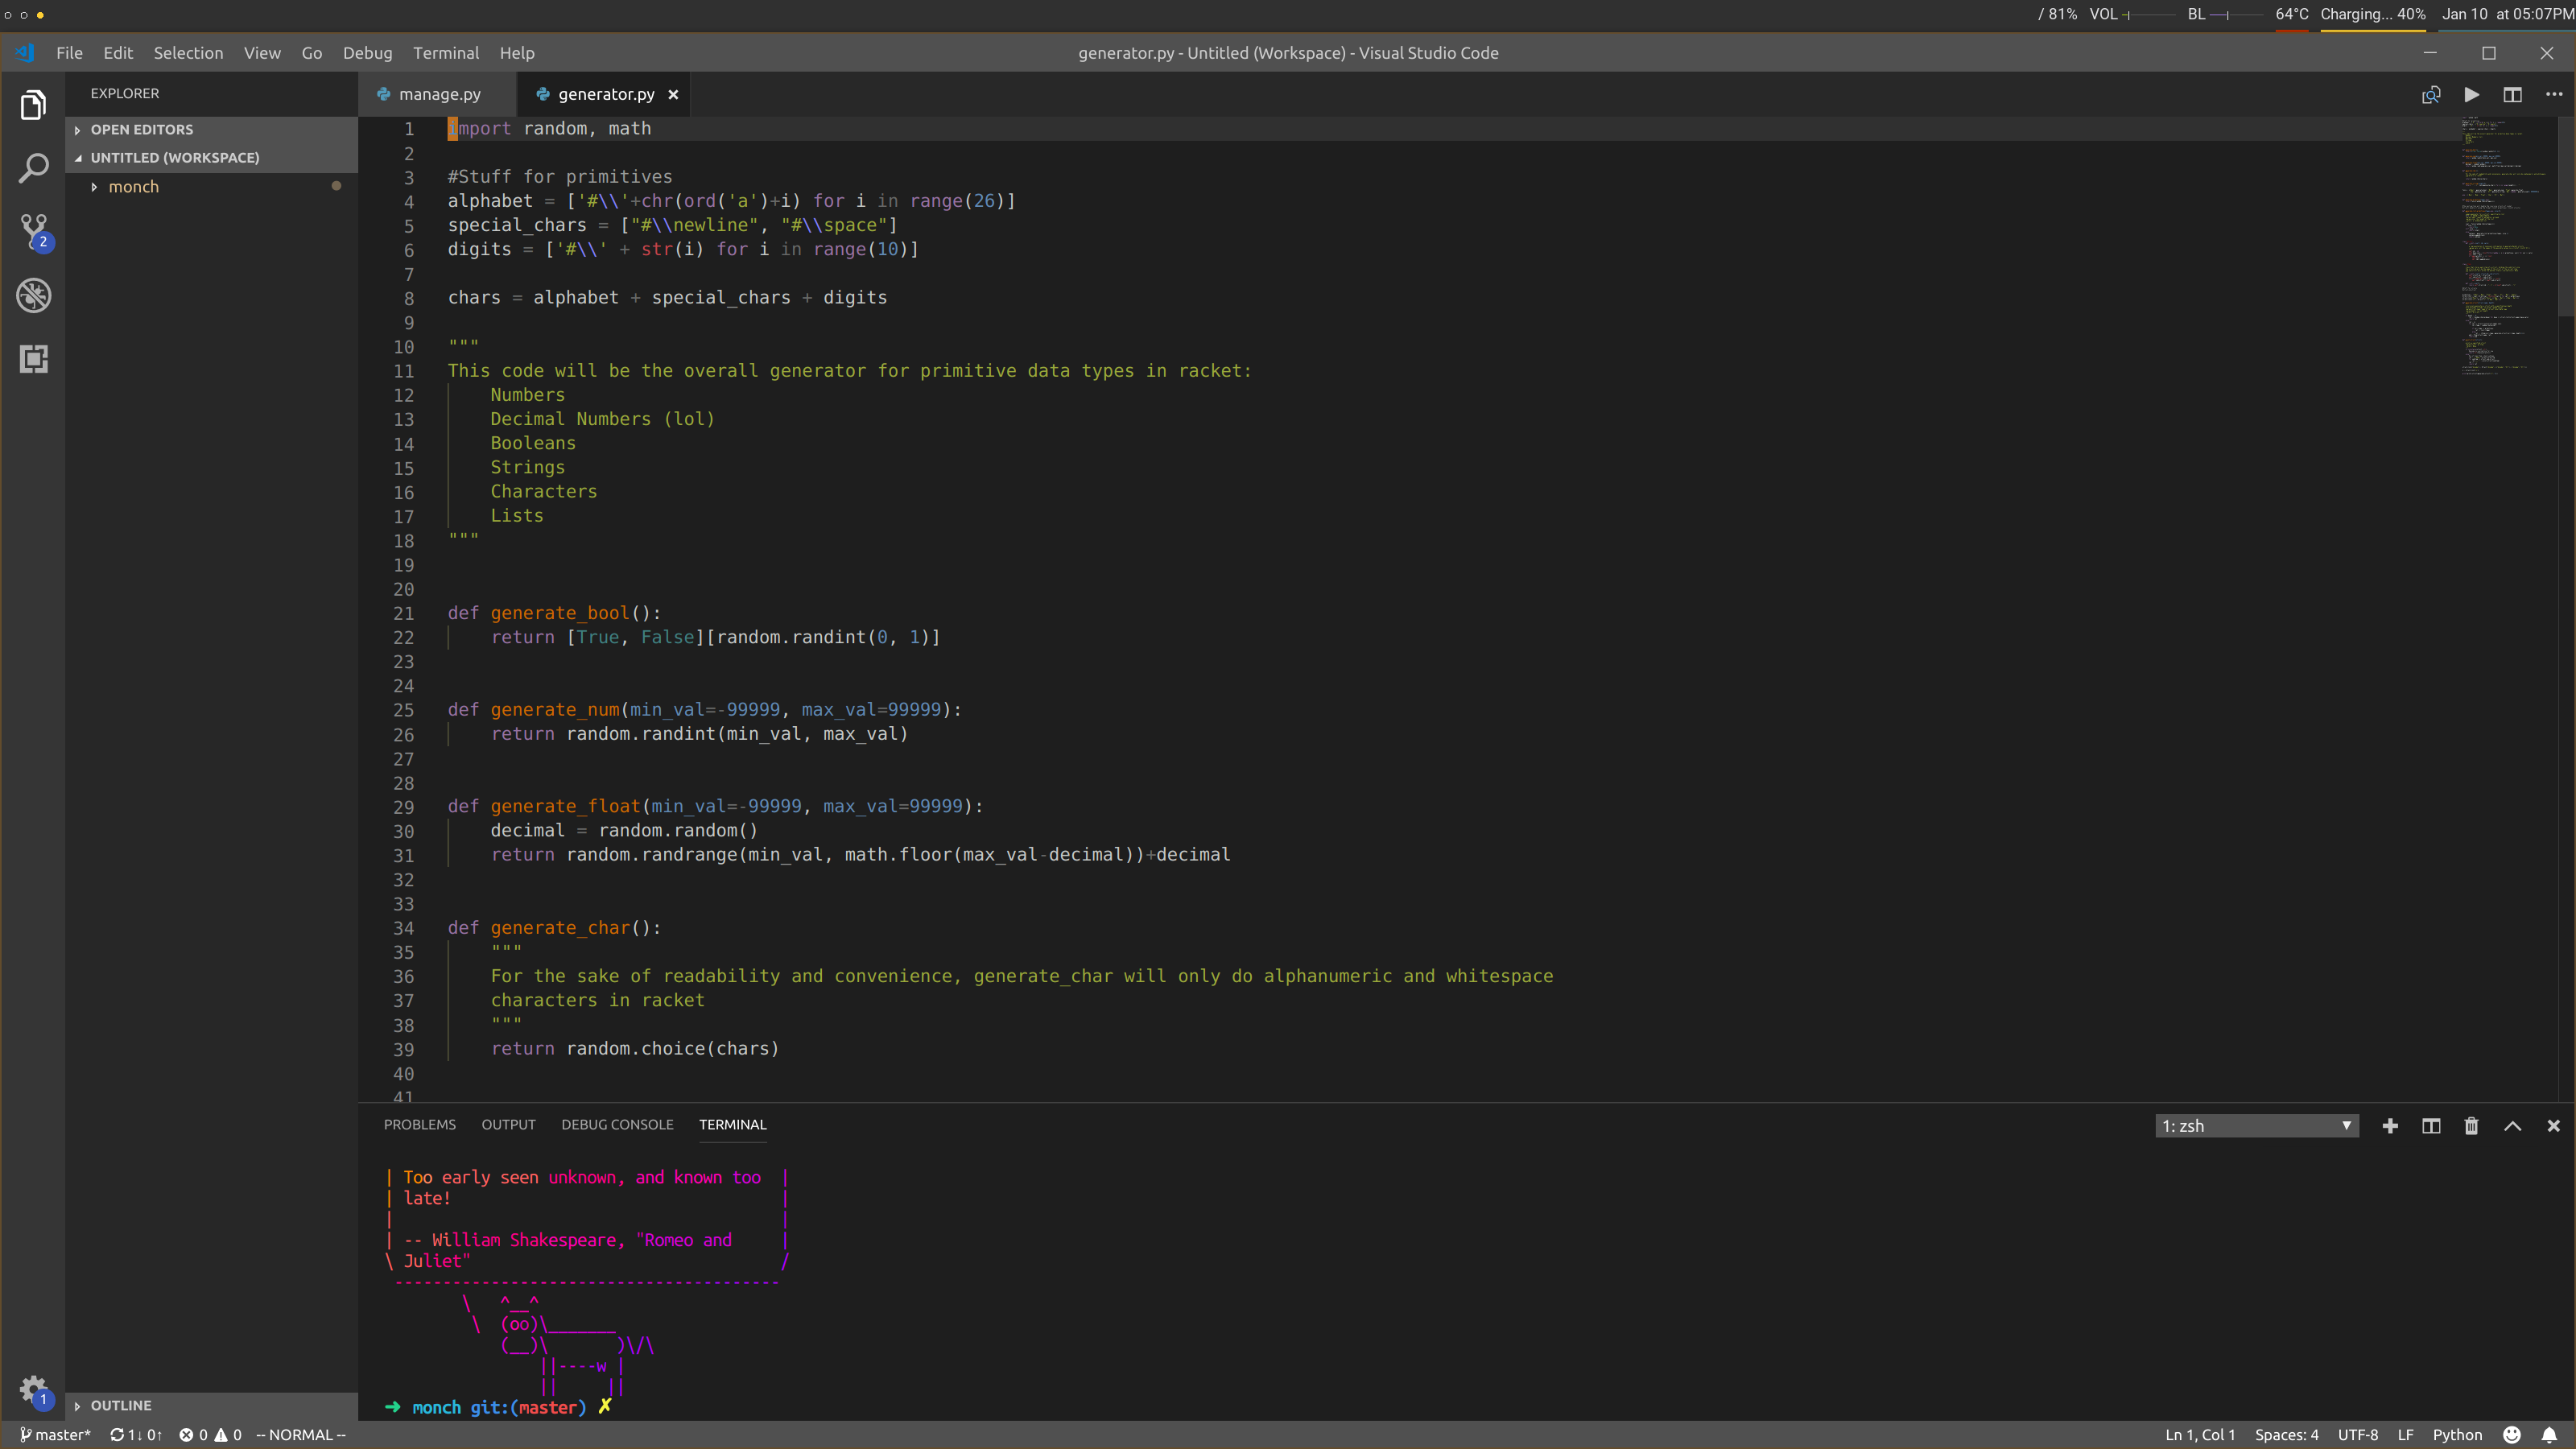 / 81% VOL BL 64°C Charging... 40% Jan 10 at 05:07PM
File Edit Selection View Go Debug Terminal Help generator.py - Untitled (Workspace) - Visual Studio Code
EXPLORER manage.py generator.py
OPEN EDITORS
UNTITLED (WORKSPACE)
monch
2
1 import random, math
2
3 #Stuff for primitives
4 alphabet = ['#\\'+chr(ord('a')+i) for i in range(26)]
5 special_chars = ["#\\newline", "#\\space"]
6 digits = ['#\\' + str(i) for i in range(10)]
7
8 chars = alphabet + special_chars + digits
9
10 """
11 This code will be the overall generator for primitive data types in racket:
12 Numbers
13 Decimal Numbers (lol)
14 Booleans
15 Strings
16 Characters
17 Lists
18 """
19
20
21 def generate_bool():
22 return [True, False][random.randint(0, 1)]
23
24
25 def generate_num(min_val=-99999, max_val=99999):
26 return random.randint(min_val, max_val)
27
28
29 def generate_float(min_val=-99999, max_val=99999):
30 decimal = random.random()
31 return random.randrange(min_val, math.floor(max_val-decimal))+decimal
32
33
34 def generate_char():
35 """
36 For the sake of readability and convenience, generate_char will only do alphanumeric and whitespace
37 characters in racket
38 """
39 return random.choice(chars)
40
41
PROBLEMS OUTPUT DEBUG CONSOLE TERMINAL 1: zsh
| Too early seen unknown, and known too |
| late! |
| |
| -- William Shakespeare, "Romeo and |
\ Juliet" /
----------------------------------------
\ ^__^
\ (oo)\_______
(__)\ )\/\
||----w |
|| ||
➜ monch git:(master) ✗
1
OUTLINE
master* 1↓ 0↑ 0 0 -- NORMAL -- Ln 1, Col 1 Spaces: 4 UTF-8 LF Python